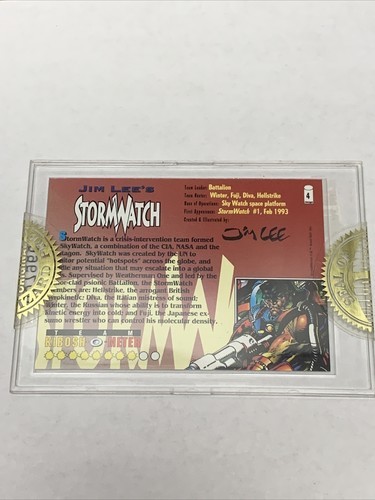 JIM LEE'S
STORMWATCH
Team Leader: Battalion
Team Mates: Winter, Fuji, Diva, Hellstrike
Base of Operations: Sky Watch space platform
First Appearance: StormWatch #1, Feb 1993
Created & Illustrated by:
Jim Lee
4
StormWatch is a crisis-intervention team formed
by SkyWatch, a combination of the CIA, NASA and the
SkyWatch was created by the UN to
potential "hotspots" across the globe, and
any situation that may escalate into a global
Supervised by Weatherman One and led by the
psionic Battalion, the StormWatch
members are: Hellstrike, the arrogant British
Diva, the Italian mistress of sound;
Winter, the Russian whose ability is to transform
kinetic energy into cold; and Fuji, the Japanese ex-
sumo wrestler who can control his molecular density.